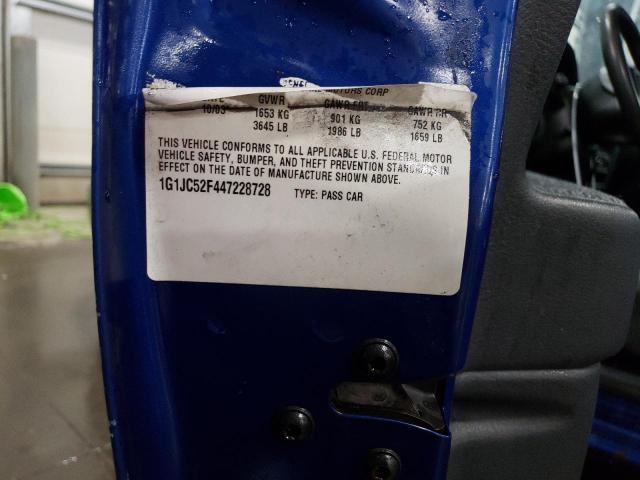 MOTORS CORP
GVWR GAWR FRT GAWR RR
10/03 1653 KG 901 KG 752 KG
3645 LB 1986 LB 1659 LB
THIS VEHICLE CONFORMS TO ALL APPLICABLE U.S. FEDERAL MOTOR
VEHICLE SAFETY, BUMPER, AND THEFT PREVENTION STANDARDS IN
EFFECT ON THE DATE OF MANUFACTURE SHOWN ABOVE.
1G1JC52F447228728 TYPE: PASS CAR